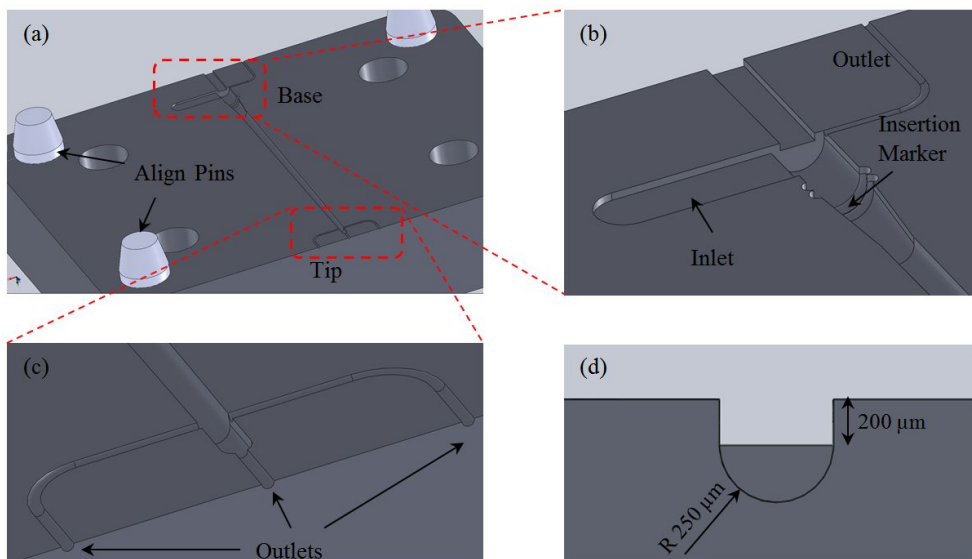 (a)
Base
Align Pins
Tip
(b)
Outlet
Insertion
Marker
Inlet
(c)
Outlets
(d)
200 µm
R 250 µm